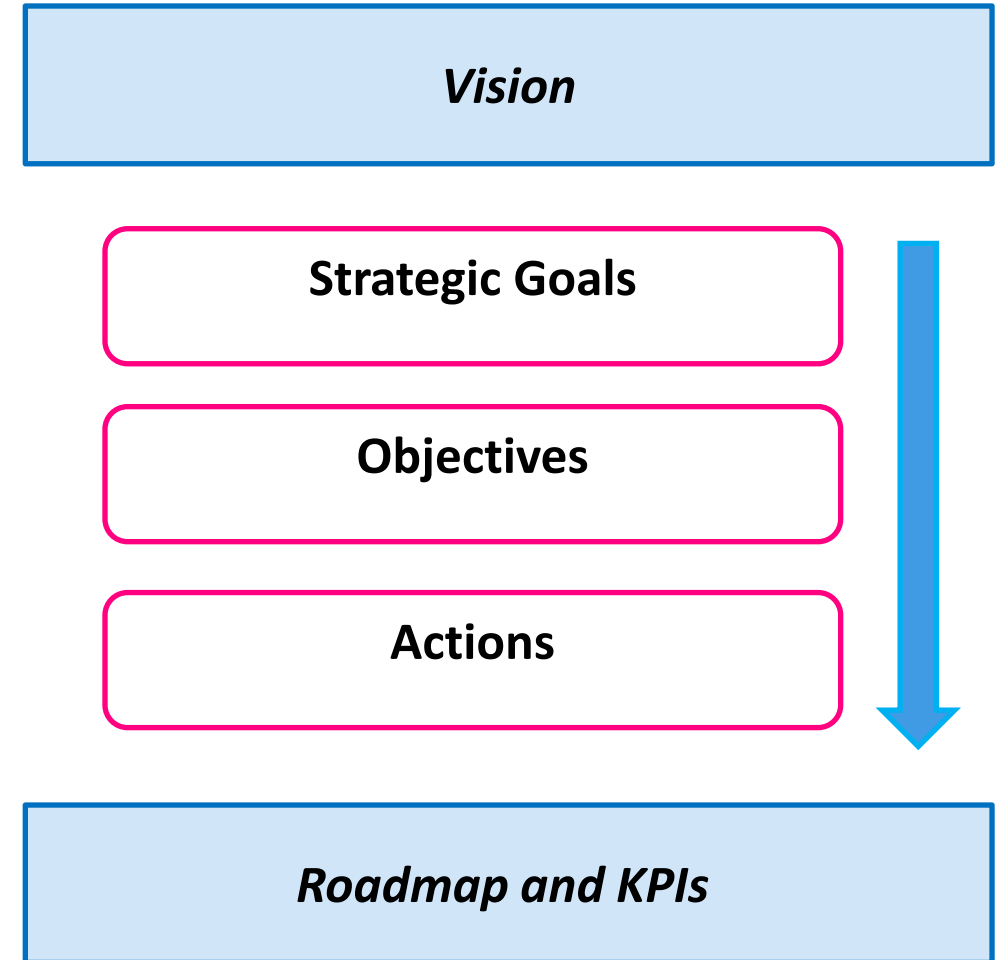 Vision
Strategic Goals
Objectives
Actions
Roadmap and KPIs